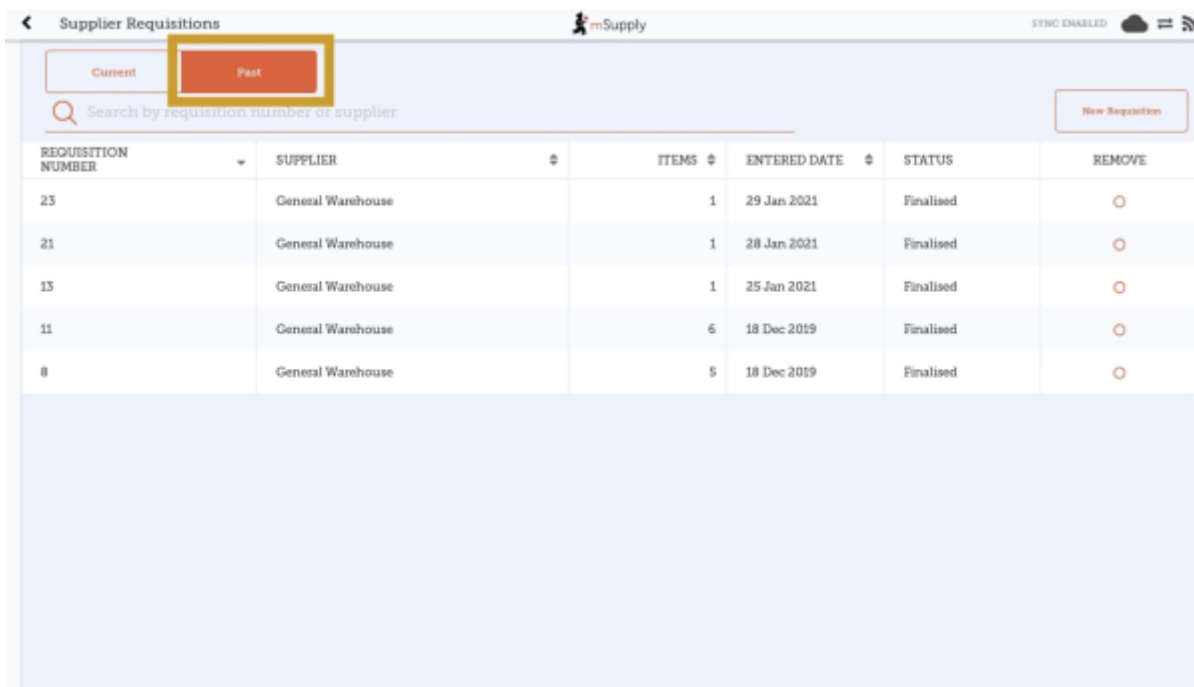 Supplier Requisitions
mSupply
SYNC ENABLED
Current
Past
Search by requisition number or supplier
New Requisition
REQUISITION
NUMBER
SUPPLIER
ITEMS
ENTERED DATE
STATUS
REMOVE
23 General Warehouse 1 29 Jan 2021 Finalised
21 General Warehouse 1 28 Jan 2021 Finalised
13 General Warehouse 1 25 Jan 2021 Finalised
11 General Warehouse 6 18 Dec 2019 Finalised
8 General Warehouse 5 18 Dec 2019 Finalised